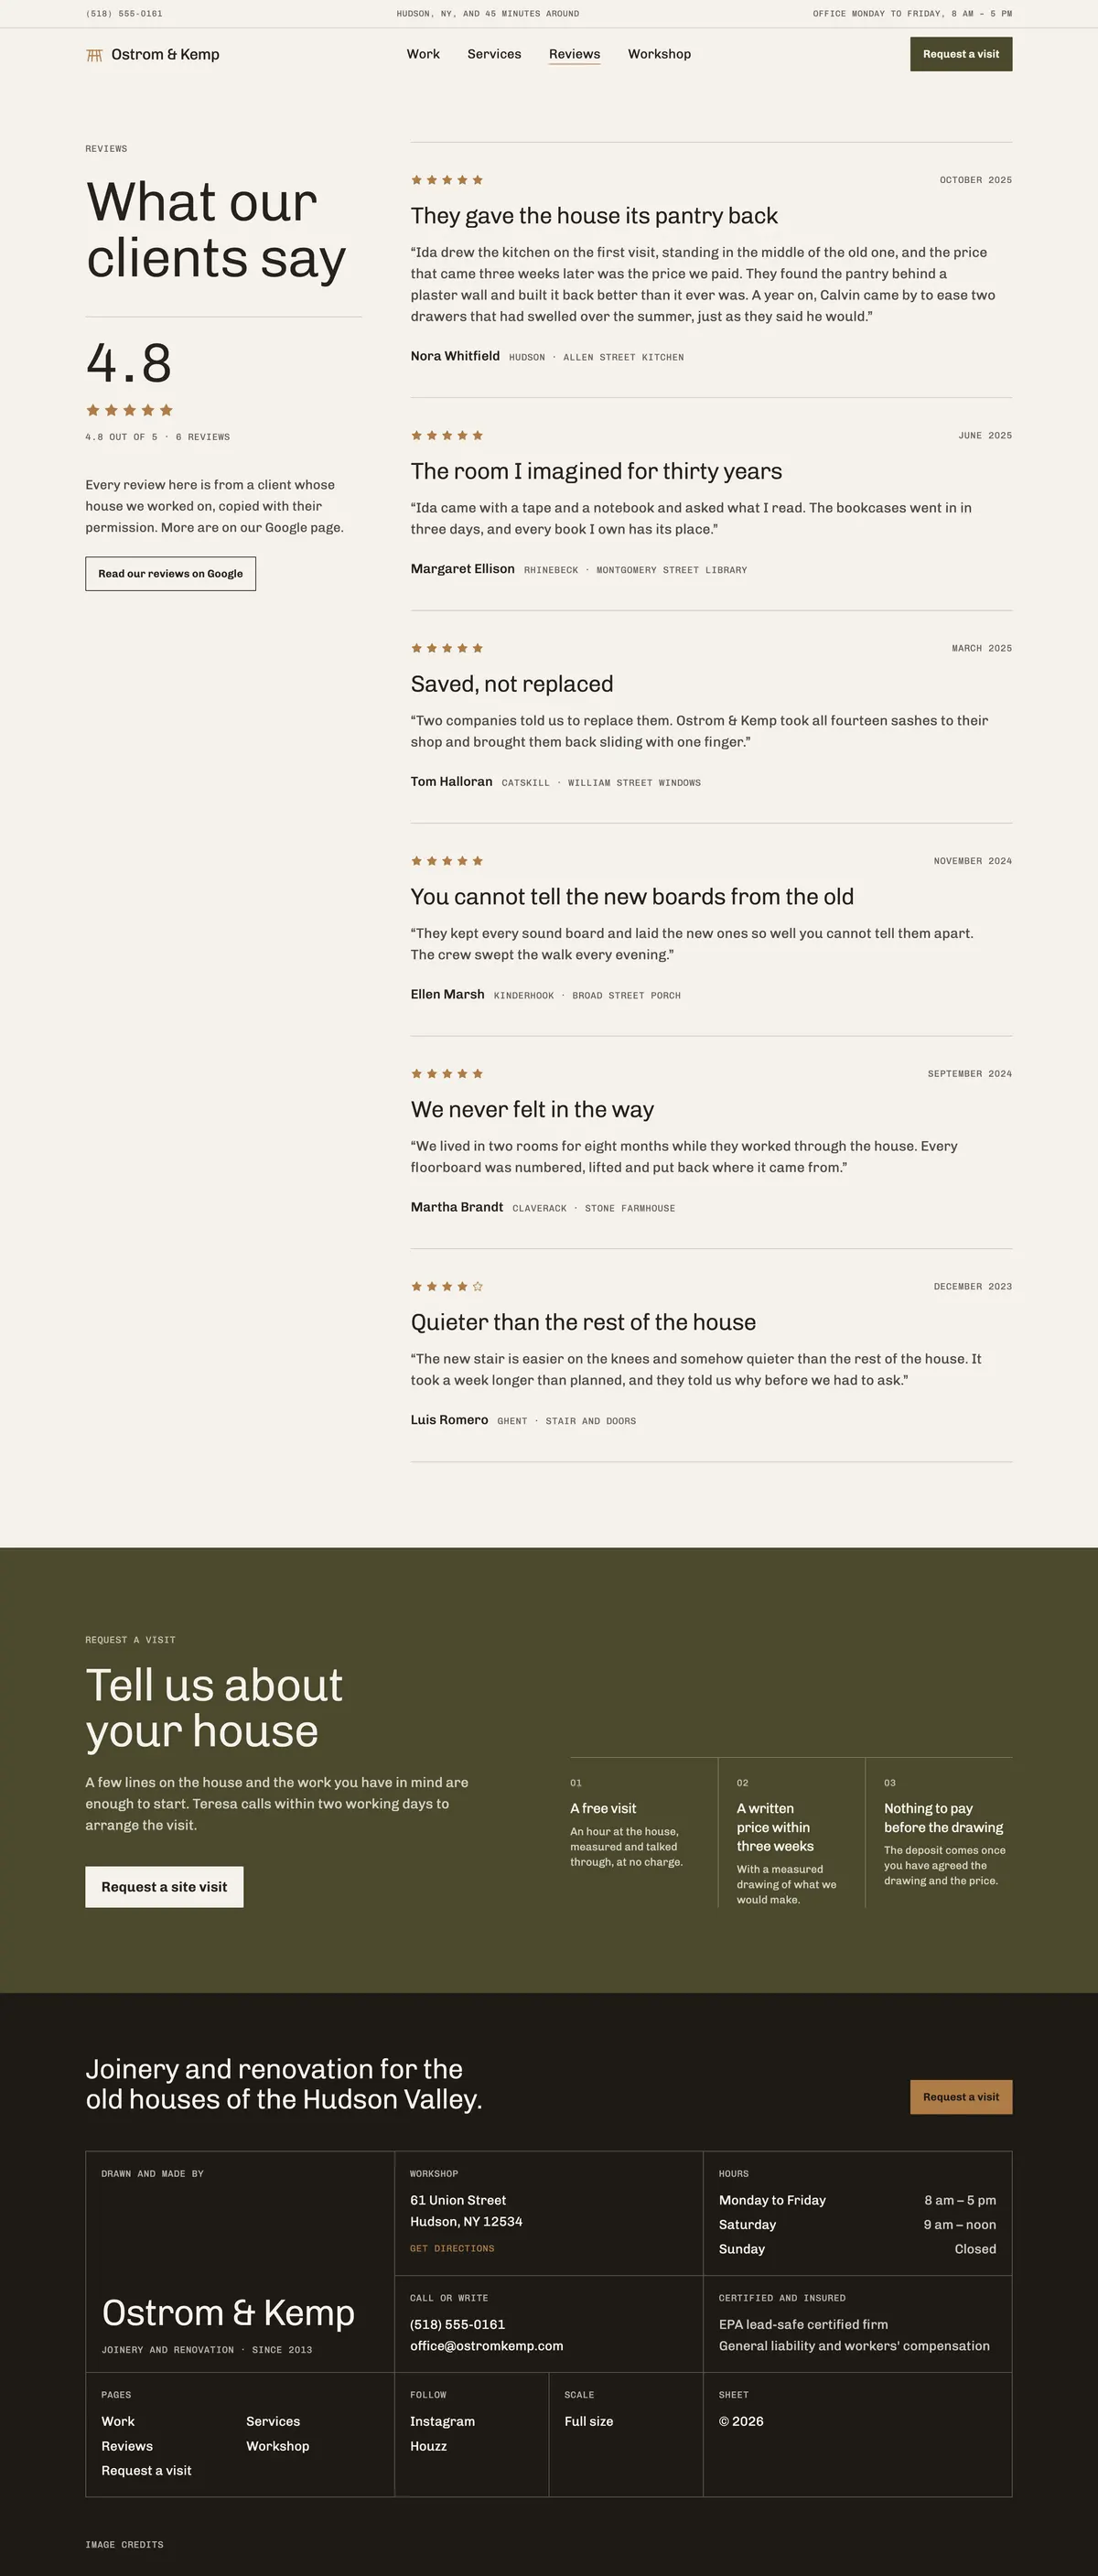 (518) 555-0161
HUDSON, NY, AND 45 MINUTES AROUND
OFFICE MONDAY TO FRIDAY, 8 AM – 5 PM
Ostrom & Kemp
Work
Services
Reviews
Workshop
Request a visit
REVIEWS
What our
clients say
4.8
4.8 OUT OF 5 · 6 REVIEWS
Every review here is from a client whose
house we worked on, copied with their
permission. More are on our Google page.
Read our reviews on Google
OCTOBER 2025
They gave the house its pantry back
“Ida drew the kitchen on the first visit, standing in the middle of the old one, and the price
that came three weeks later was the price we paid. They found the pantry behind a
plaster wall and built it back better than it ever was. A year on, Calvin came by to ease two
drawers that had swelled over the summer, just as they said he would.”
Nora Whitfield HUDSON · ALLEN STREET KITCHEN
JUNE 2025
The room I imagined for thirty years
“Ida came with a tape and a notebook and asked what I read. The bookcases went in in
three days, and every book I own has its place.”
Margaret Ellison RHINEBECK · MONTGOMERY STREET LIBRARY
MARCH 2025
Saved, not replaced
“Two companies told us to replace them. Ostrom & Kemp took all fourteen sashes to their
shop and brought them back sliding with one finger.”
Tom Halloran CATSKILL · WILLIAM STREET WINDOWS
NOVEMBER 2024
You cannot tell the new boards from the old
“They kept every sound board and laid the new ones so well you cannot tell them apart.
The crew swept the walk every evening.”
Ellen Marsh KINDERHOOK · BROAD STREET PORCH
SEPTEMBER 2024
We never felt in the way
“We lived in two rooms for eight months while they worked through the house. Every
floorboard was numbered, lifted and put back where it came from.”
Martha Brandt CLAVERACK · STONE FARMHOUSE
DECEMBER 2023
Quieter than the rest of the house
“The new stair is easier on the knees and somehow quieter than the rest of the house. It
took a week longer than planned, and they told us why before we had to ask.”
Luis Romero GHENT · STAIR AND DOORS
REQUEST A VISIT
Tell us about
your house
A few lines on the house and the work you have in mind are
enough to start. Teresa calls within two working days to
arrange the visit.
Request a site visit
01
A free visit
An hour at the house,
measured and talked
through, at no charge.
02
A written
price within
three weeks
With a measured
drawing of what we
would make.
03
Nothing to pay
before the drawing
The deposit comes once
you have agreed the
drawing and the price.
Joinery and renovation for the
old houses of the Hudson Valley.
Request a visit
DRAWN AND MADE BY
Ostrom & Kemp
JOINERY AND RENOVATION · SINCE 2013
WORKSHOP
61 Union Street
Hudson, NY 12534
GET DIRECTIONS
HOURS
Monday to Friday 8 am – 5 pm
Saturday 9 am – noon
Sunday Closed
CALL OR WRITE
(518) 555-0161
office@ostromkemp.com
CERTIFIED AND INSURED
EPA lead-safe certified firm
General liability and workers' compensation
PAGES
Work
Services
Reviews
Workshop
Request a visit
FOLLOW
Instagram
Houzz
SCALE
Full size
SHEET
© 2026
IMAGE CREDITS